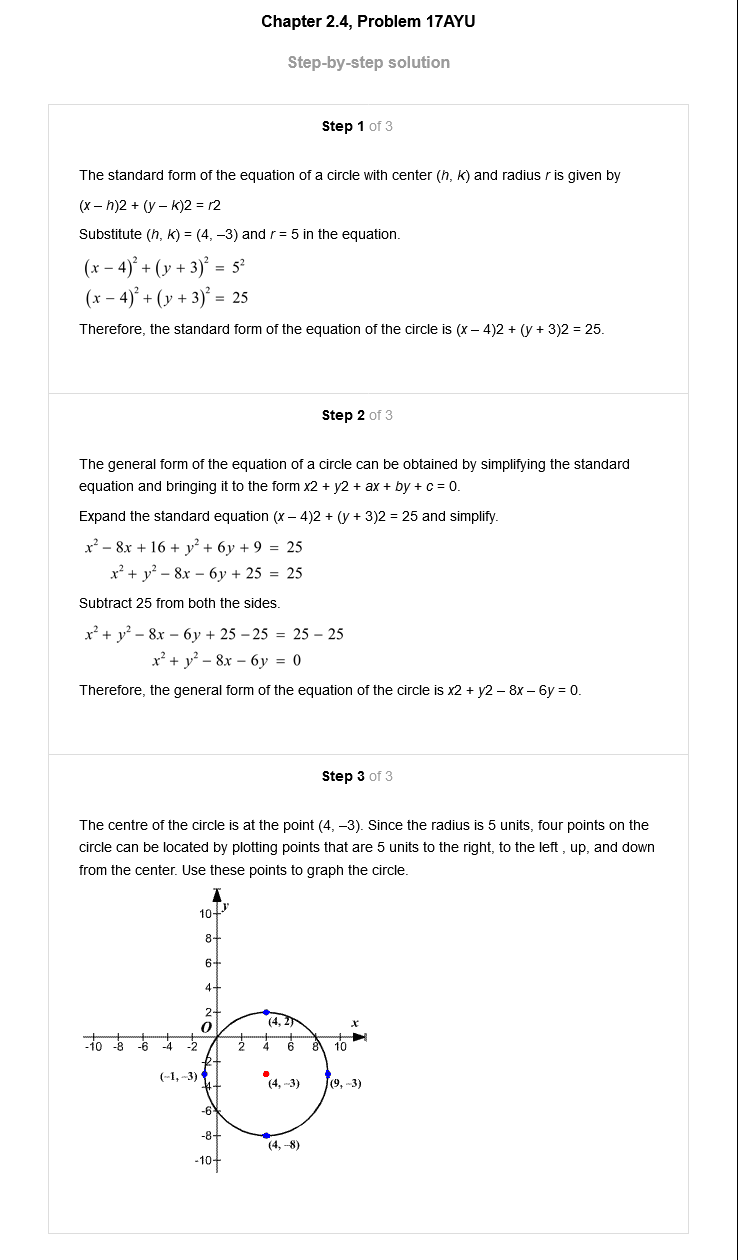 Chapter 2.4, Problem 17AYU
Step-by-step solution
Step 1 of 3
The standard form of the equation of a circle with center (h, k) and radius r is given by
(x – h)2 + (y – k)2 = r2
Substitute (h, k) = (4, –3) and r = 5 in the equation.
(x − 4)² + (y + 3)² = 5²
(x − 4)² + (y + 3)² = 25
Therefore, the standard form of the equation of the circle is (x – 4)2 + (y + 3)2 = 25.
Step 2 of 3
The general form of the equation of a circle can be obtained by simplifying the standard
equation and bringing it to the form x2 + y2 + ax + by + c = 0.
Expand the standard equation (x – 4)2 + (y + 3)2 = 25 and simplify.
x² − 8x + 16 + y² + 6y + 9 = 25
x² + y² − 8x − 6y + 25 = 25
Subtract 25 from both the sides.
x² + y² − 8x − 6y + 25 − 25 = 25 − 25
x² + y² − 8x − 6y = 0
Therefore, the general form of the equation of the circle is x2 + y2 – 8x – 6y = 0.
Step 3 of 3
The centre of the circle is at the point (4, –3). Since the radius is 5 units, four points on the
circle can be located by plotting points that are 5 units to the right, to the left , up, and down
from the center. Use these points to graph the circle.
y
10
8
6
4
2
(4, 2)
x
O
-10 -8 -6 -4 -2 2 4 6 8 10
-2
(−1, −3)
-4
(4, −3)
(9, −3)
-6
-8
(4, −8)
-10